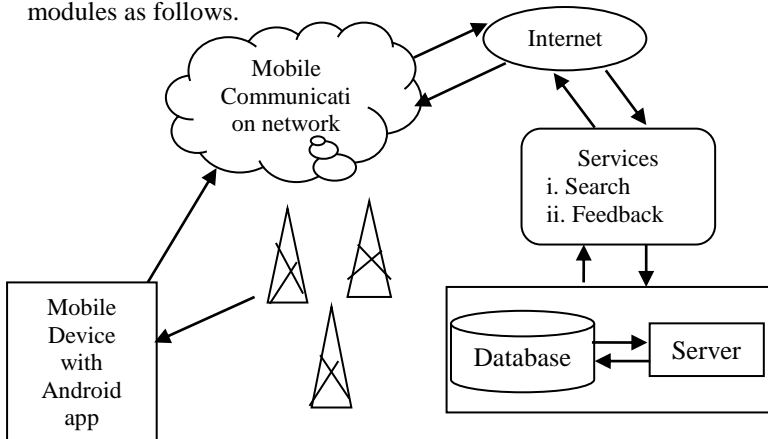 modules as follows.
Mobile
Communicati
on network
Internet
Services
i. Search
ii. Feedback
Mobile
Device
with
Android
app
Database
Server